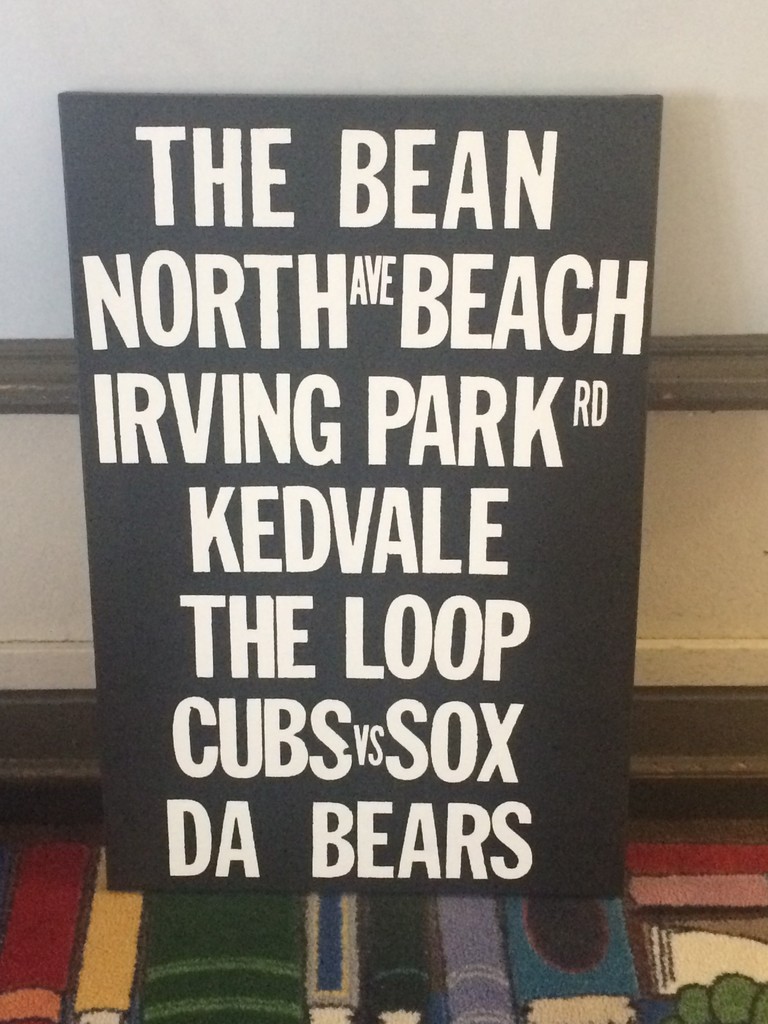 THE BEAN
NORTH AVE BEACH
IRVING PARK RD
KEDVALE
THE LOOP
CUBS VS SOX
DA BEARS